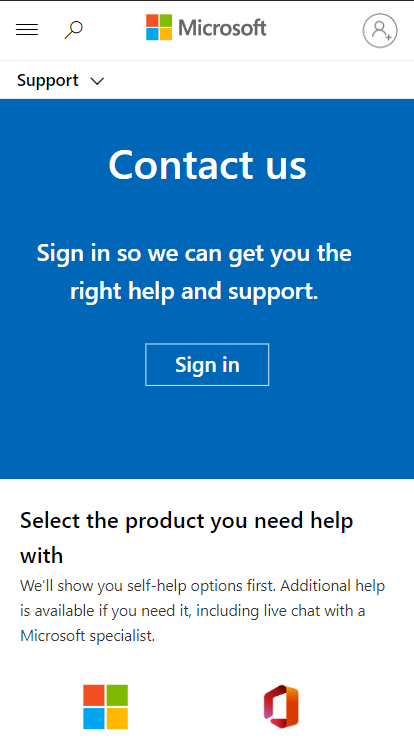 Microsoft
Support
Contact us
Sign in so we can get you the
right help and support.
Sign in
Select the product you need help
with
We'll show you self-help options first. Additional help
is available if you need it, including live chat with a
Microsoft specialist.